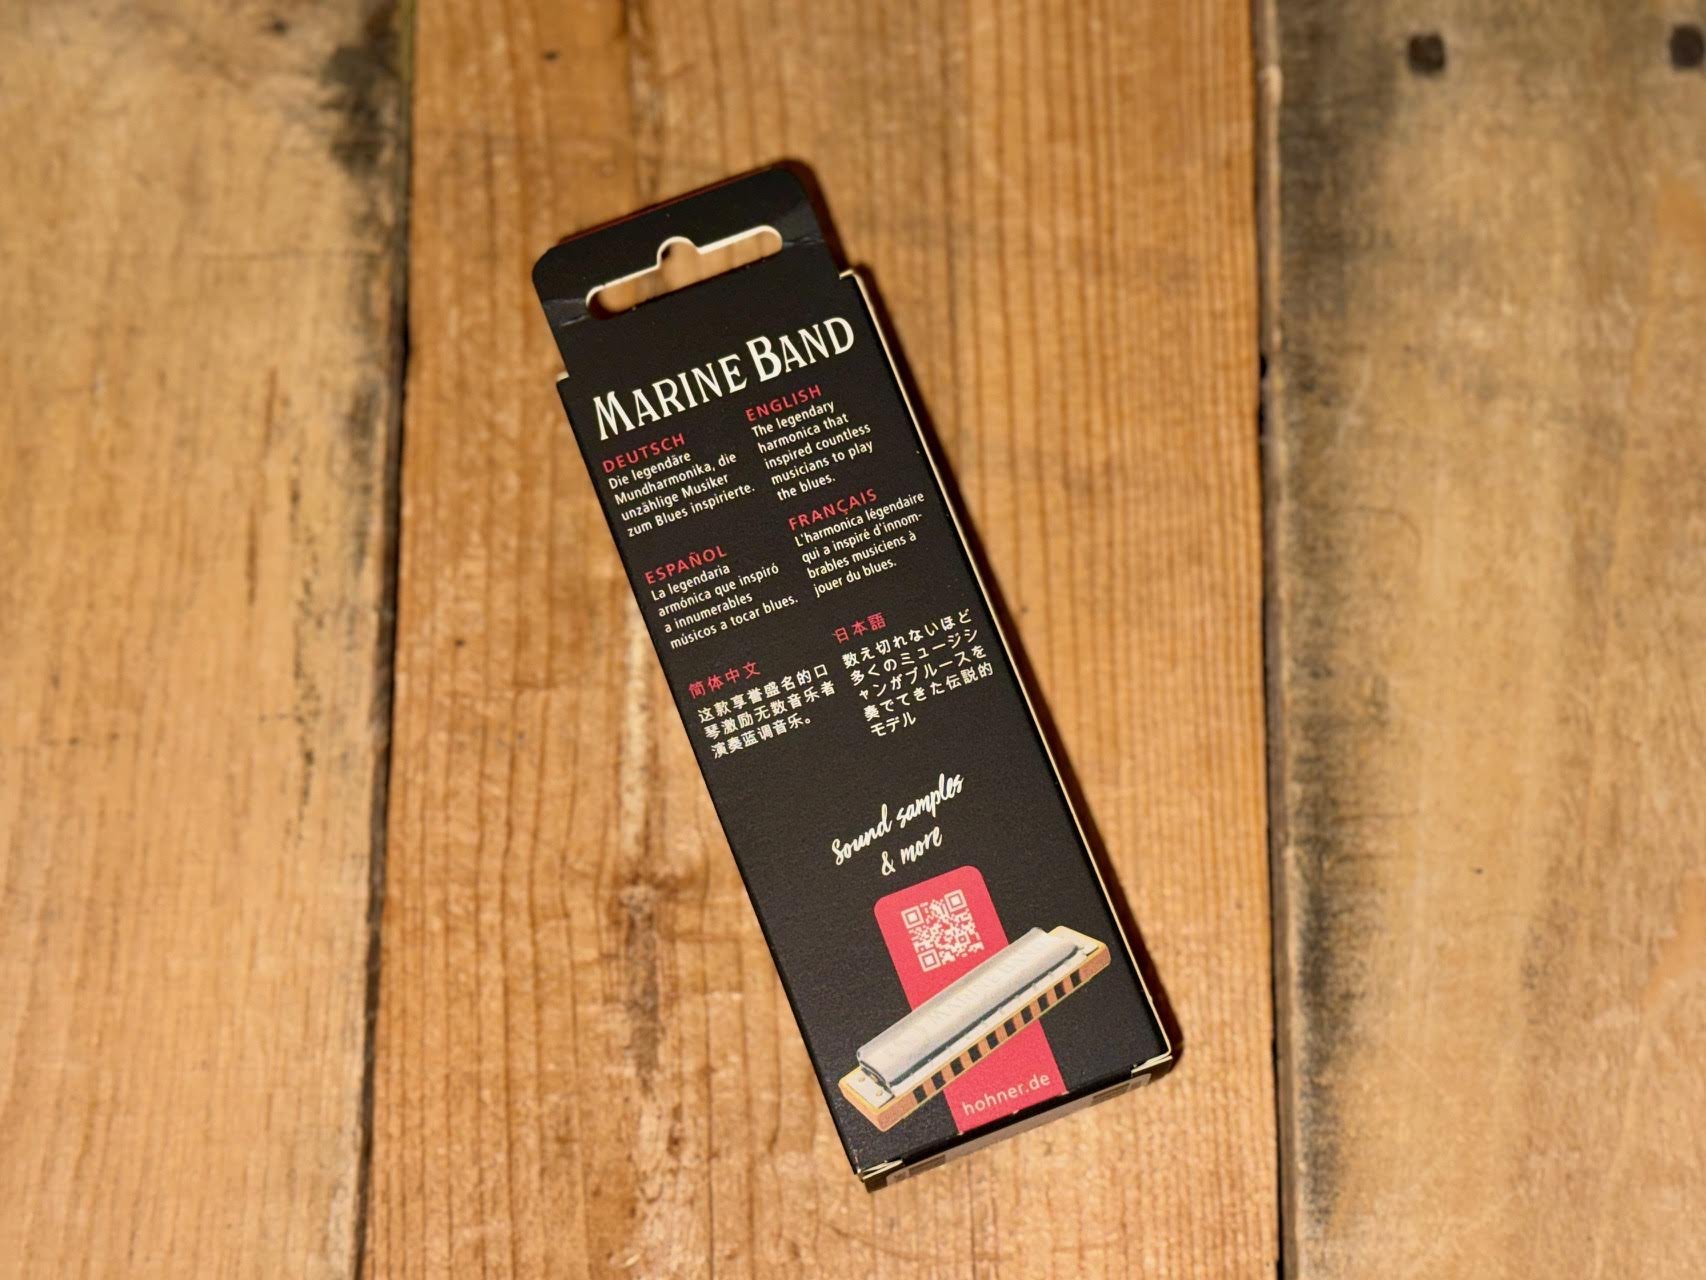 MARINE BAND
DEUTSCH
Die legendäre
Mundharmonika, die
unzählige Musiker
zum Blues inspirierte.
ENGLISH
The legendary
harmonica that
inspired countless
musicians to play
the blues.
ESPAÑOL
La legendaria
armónica que inspiró
a innumerables
músicos a tocar blues.
FRANÇAIS
L'harmonica légendaire
qui a inspiré d'innom-
brables musiciens à
jouer du blues.
简体中文
这款享誉盛名的口
琴激励无数音乐者
演奏蓝调音乐。
日本語
数え切れないほど
多くのミュージシ
ャンがブルースを
奏でてきた伝説的
モデル
Sound samples
& more
MARINE BAND
hohner.de